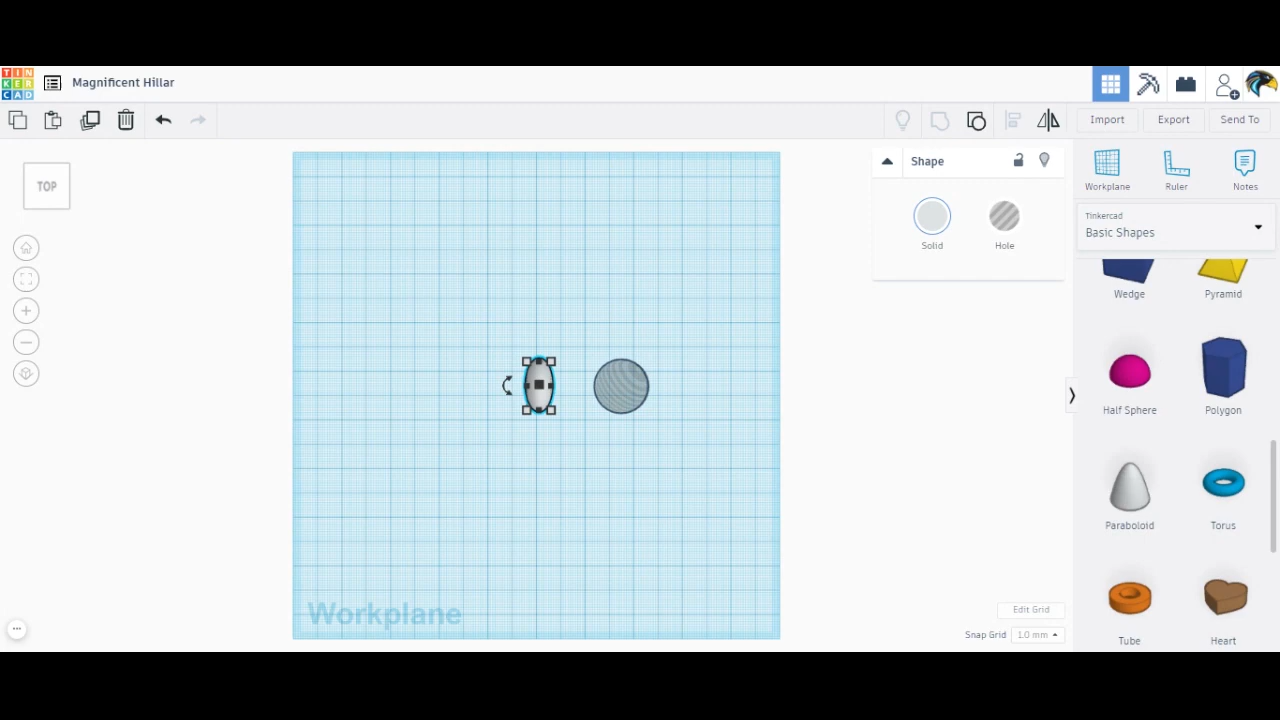 TIN
KER
CAD
Magnificent Hillar
Import
Export
Send To
TOP
Shape
Solid
Hole
Workplane
Ruler
Notes
Tinkercad
Basic Shapes
Wedge
Pyramid
Half Sphere
Polygon
Paraboloid
Torus
Tube
Heart
Workplane
Edit Grid
Snap Grid
1.0 mm